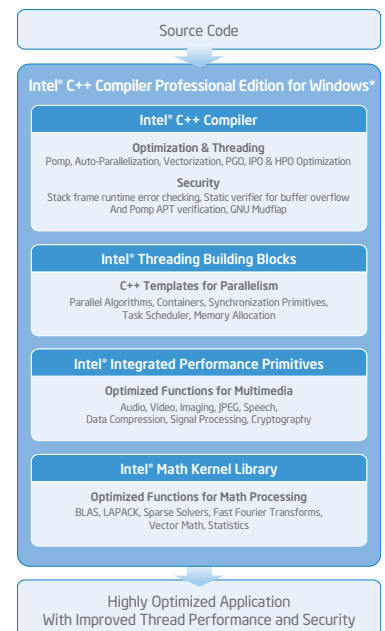 Source Code
Intel® C++ Compiler Professional Edition for Windows*
Intel® C++ Compiler
Optimization & Threading
Pomp, Auto-Parallelization, Vectorization, PGO, IPO & HPO Optimization
Security
Stack frame runtime error checking, Static verifier for buffer overflow
And Pomp APT verification, GNU Mudflap
Intel® Threading Building Blocks
C++ Templates for Parallelism
Parallel Algorithms, Containers, Synchronization Primitives,
Task Scheduler, Memory Allocation
Intel® Integrated Performance Primitives
Optimized Functions for Multimedia
Audio, Video, Imaging, JPEG, Speech,
Data Compression, Signal Processing, Cryptography
Intel® Math Kernel Library
Optimized Functions for Math Processing
BLAS, LAPACK, Sparse Solvers, Fast Fourier Transforms,
Vector Math, Statistics
Highly Optimized Application
With Improved Thread Performance and Security